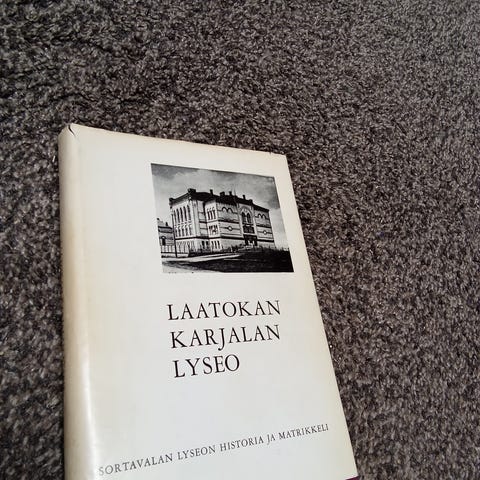 LAATOKAN
KARJALAN
LYSEO
SORTAVALAN LYSEON HISTORIA JA MATRIKKELI